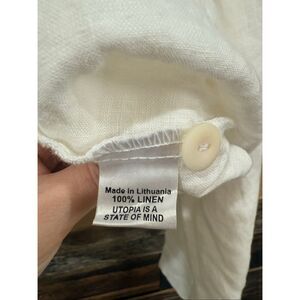 Made in Lithuania
100% LINEN
UTOPIA IS A
STATE OF MIND